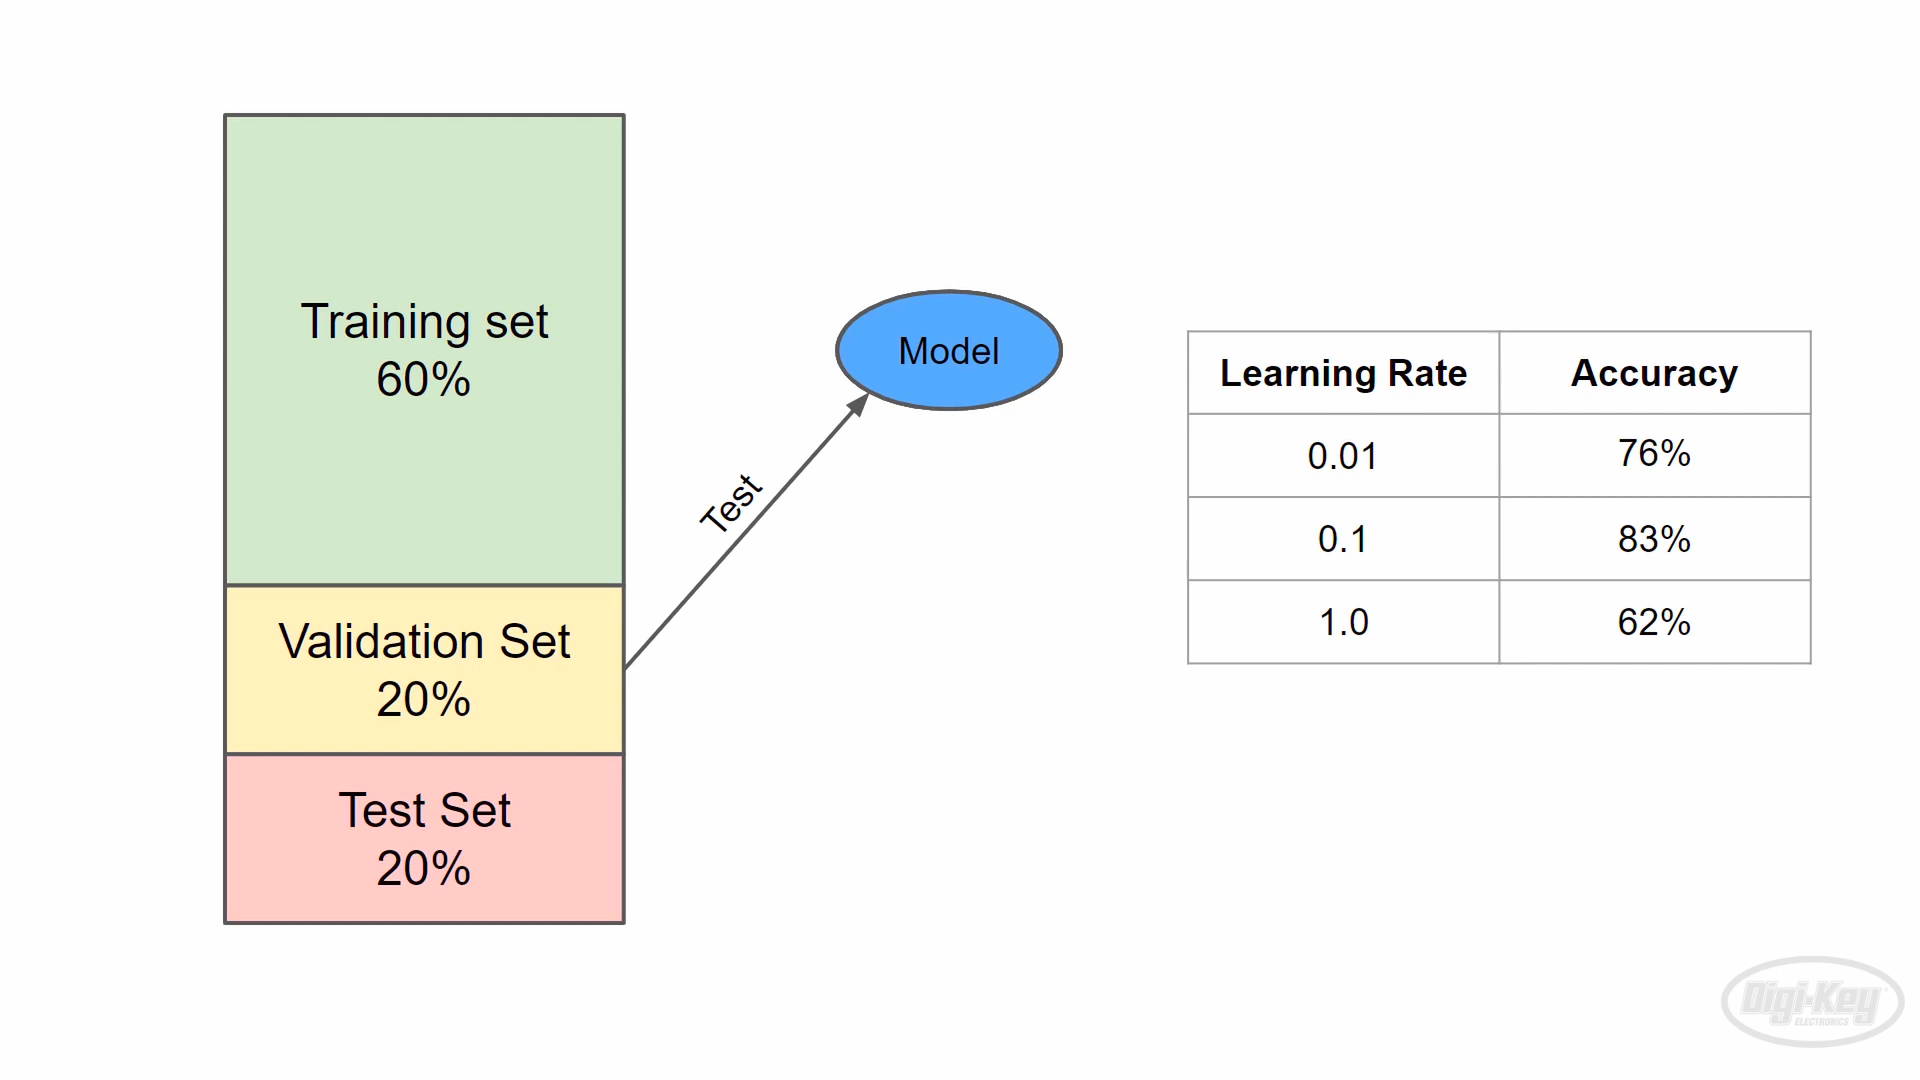 Training set
60%
Validation Set
20%
Test Set
20%
Test
Model
Learning Rate Accuracy
0.01 76%
0.1 83%
1.0 62%
Digi-Key
ELECTRONICS